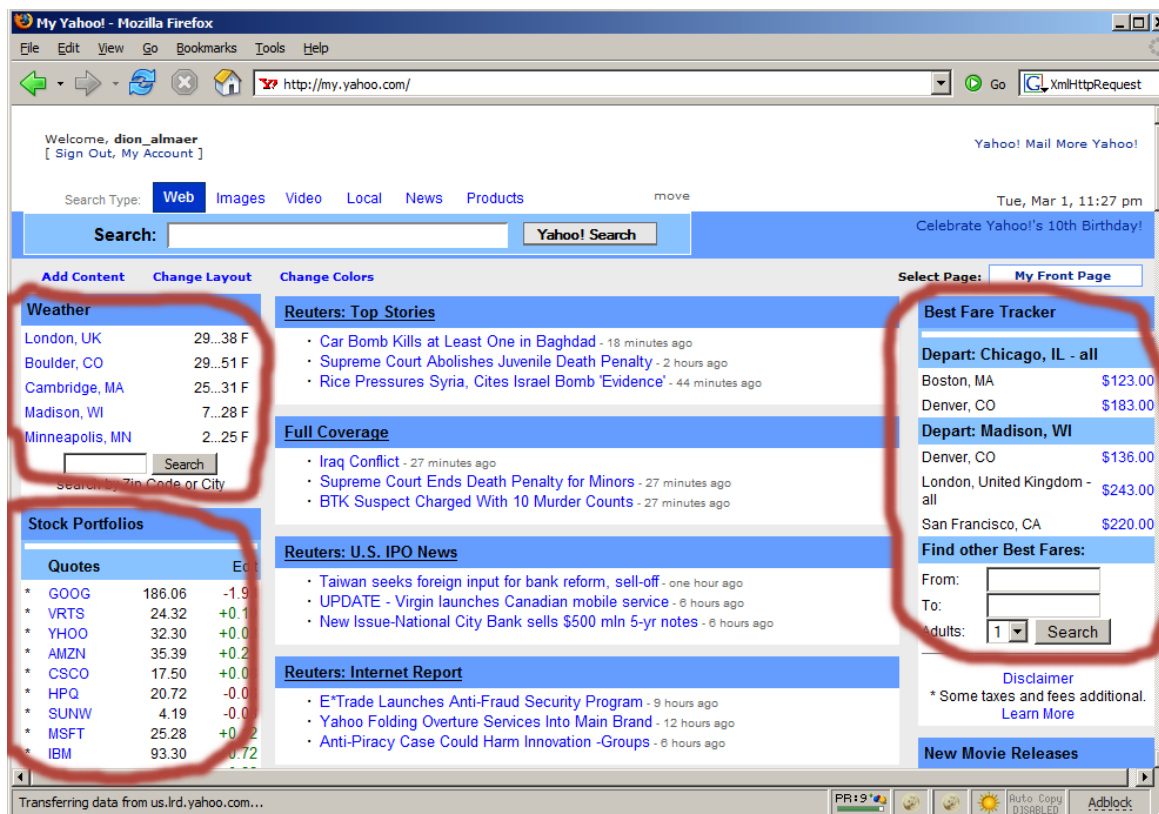 My Yahoo! - Mozilla Firefox
File Edit View Go Bookmarks Tools Help
http://my.yahoo.com/ Go XmlHttpRequest
Welcome, dion_almaer
[ Sign Out, My Account ]
Yahoo! Mail More Yahoo!
Search Type: Web Images Video Local News Products move
Tue, Mar 1, 11:27 pm
Search: Yahoo! Search
Celebrate Yahoo!'s 10th Birthday!
Add Content Change Layout Change Colors
Select Page: My Front Page
Weather
London, UK 29...38 F
Boulder, CO 29...51 F
Cambridge, MA 25...31 F
Madison, WI 7...28 F
Minneapolis, MN 2...25 F
Search
Search by Zip Code or City
Stock Portfolios
Quotes Edit
* GOOG 186.06
* VRTS 24.32
* YHOO 32.30
* AMZN 35.39
* CSCO 17.50
* HPQ 20.72
* SUNW 4.19
* MSFT 25.28
* IBM 93.30
Reuters: Top Stories
· Car Bomb Kills at Least One in Baghdad - 18 minutes ago
· Supreme Court Abolishes Juvenile Death Penalty - 2 hours ago
· Rice Pressures Syria, Cites Israel Bomb 'Evidence' - 44 minutes ago
Full Coverage
· Iraq Conflict - 27 minutes ago
· Supreme Court Ends Death Penalty for Minors - 27 minutes ago
· BTK Suspect Charged With 10 Murder Counts - 27 minutes ago
Reuters: U.S. IPO News
· Taiwan seeks foreign input for bank reform, sell-off - one hour ago
· UPDATE - Virgin launches Canadian mobile service - 6 hours ago
· New Issue-National City Bank sells $500 mln 5-yr notes - 6 hours ago
Reuters: Internet Report
· E*Trade Launches Anti-Fraud Security Program - 9 hours ago
· Yahoo Folding Overture Services Into Main Brand - 12 hours ago
· Anti-Piracy Case Could Harm Innovation -Groups - 6 hours ago
Best Fare Tracker
Depart: Chicago, IL - all
Boston, MA $123.00
Denver, CO $183.00
Depart: Madison, WI
Denver, CO $136.00
London, United Kingdom - all $243.00
San Francisco, CA $220.00
Find other Best Fares:
From:
To:
Adults: 1 Search
Disclaimer
* Some taxes and fees additional.
Learn More
New Movie Releases
Transferring data from us.lrd.yahoo.com...
PR:9
Auto Copy
DISABLED
Adblock